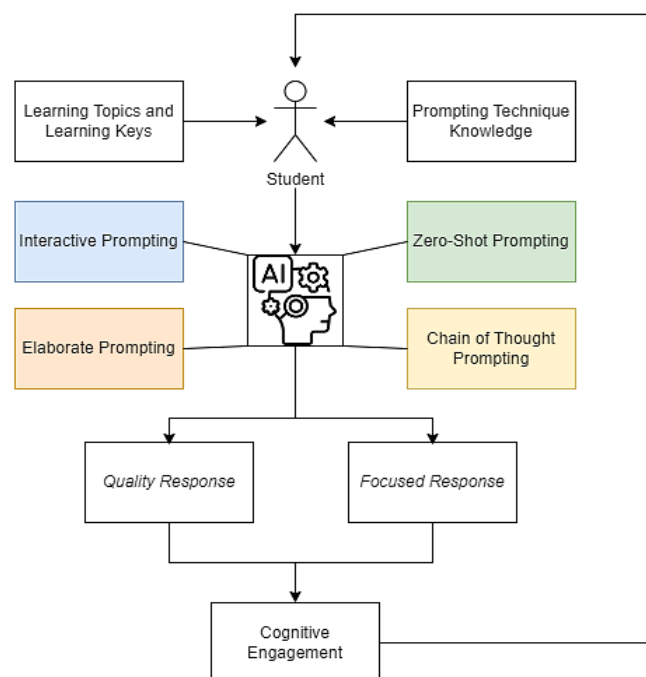 Learning Topics and
Learning Keys
Prompting Technique
Knowledge
Student
Interactive Prompting
Zero-Shot Prompting
AI
Elaborate Prompting
Chain of Thought
Prompting
Quality Response
Focused Response
Cognitive
Engagement